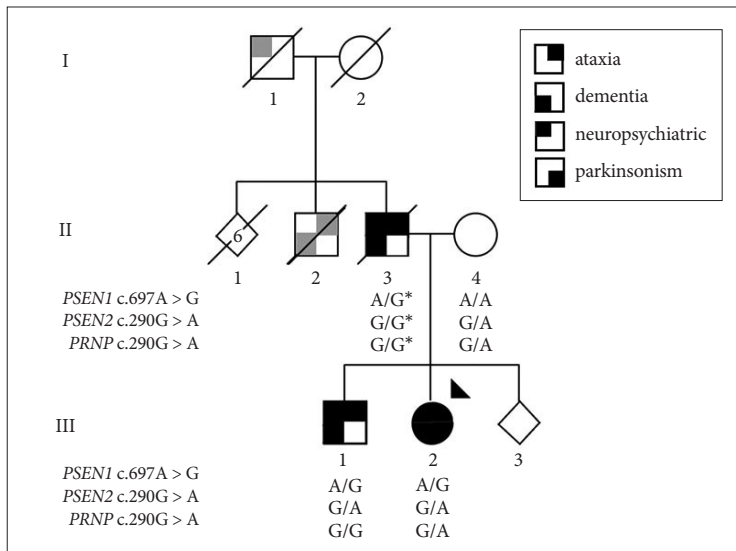 I
1 2
ataxia
dementia
neuropsychiatric
parkinsonism
II
6
1 2 3 4
PSEN1 c.697A > G A/G* A/A
PSEN2 c.290G > A G/G* G/A
PRNP c.290G > A G/G* G/A
III
1 2 3
PSEN1 c.697A > G A/G A/G
PSEN2 c.290G > A G/A G/A
PRNP c.290G > A G/G G/A